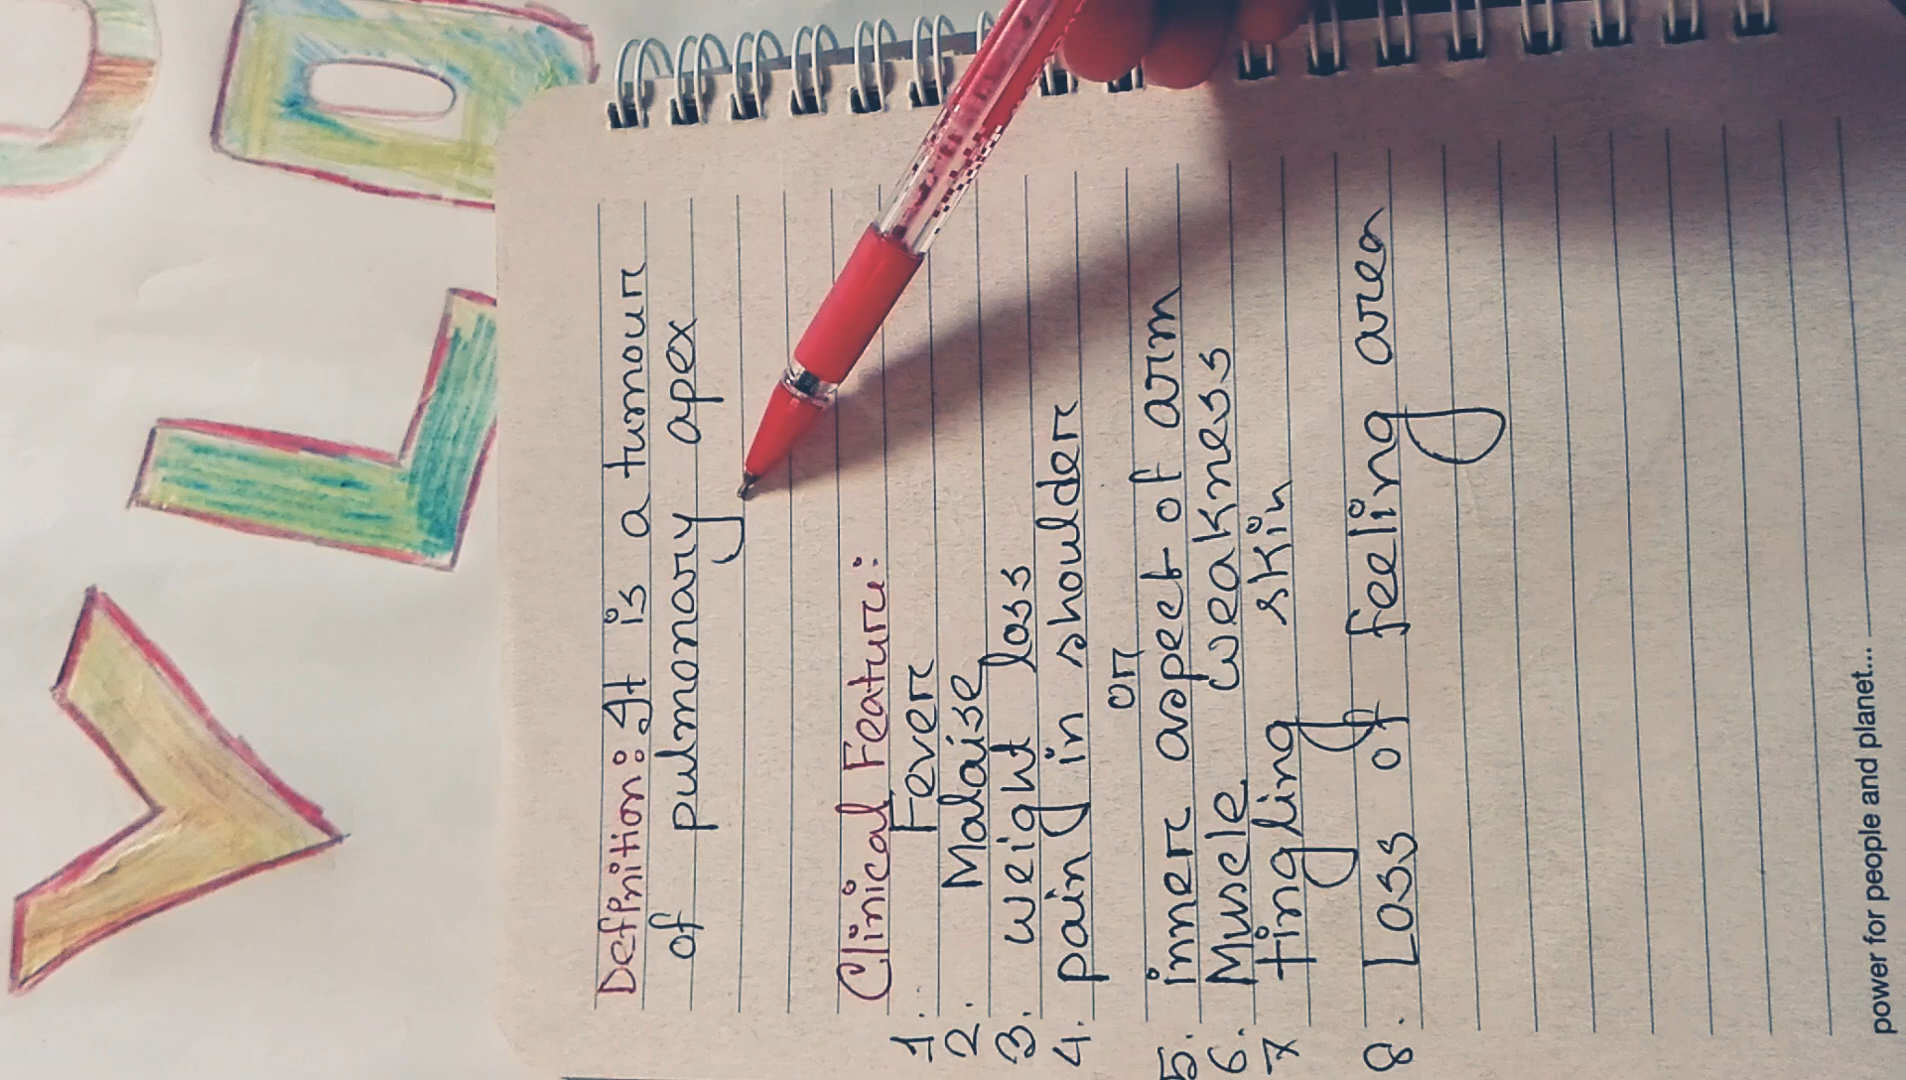 Deffnition: It is a tumour
of pulmonary apex
Clinical Feature:
1. Fever
2. Malaise
3. weight loss
4. pain in shoulder
or
5. inner aspect of arm
6. Muscle weakness
7 tingling skin
8. Loss of feeling area
power for people and planet...